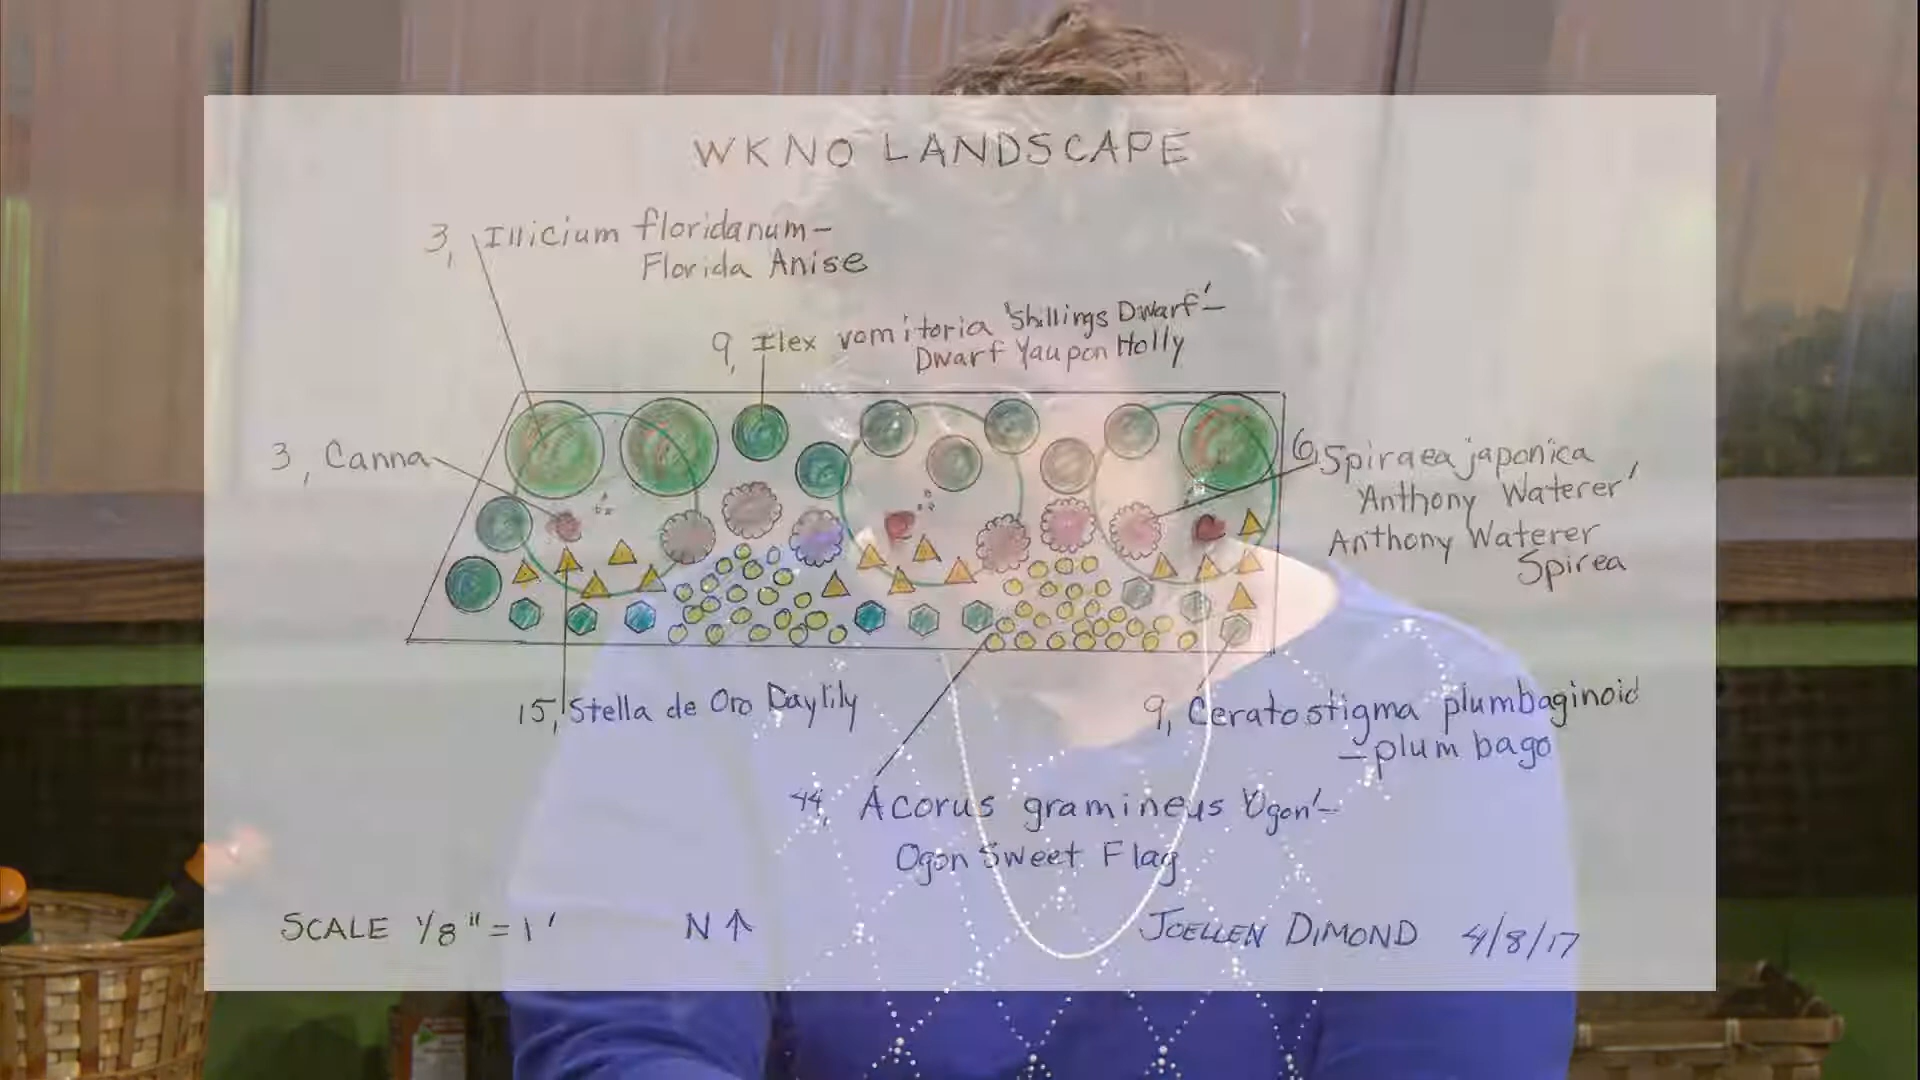 WKNO LANDSCAPE
3, Illicium floridanum –
Florida Anise
9, Ilex vomitoria 'Shillings Dwarf' –
Dwarf Yaupon Holly
3, Canna
6, Spiraea japonica
'Anthony Waterer'
Anthony Waterer
Spirea
15, Stella de Oro Daylily
9, Ceratostigma plumbaginoid
– plum bago
44, Acorus gramineus 'Ogon' –
Ogon Sweet Flag
SCALE 1/8" = 1'
N ↑
JOELLEN DIMOND 4/8/17